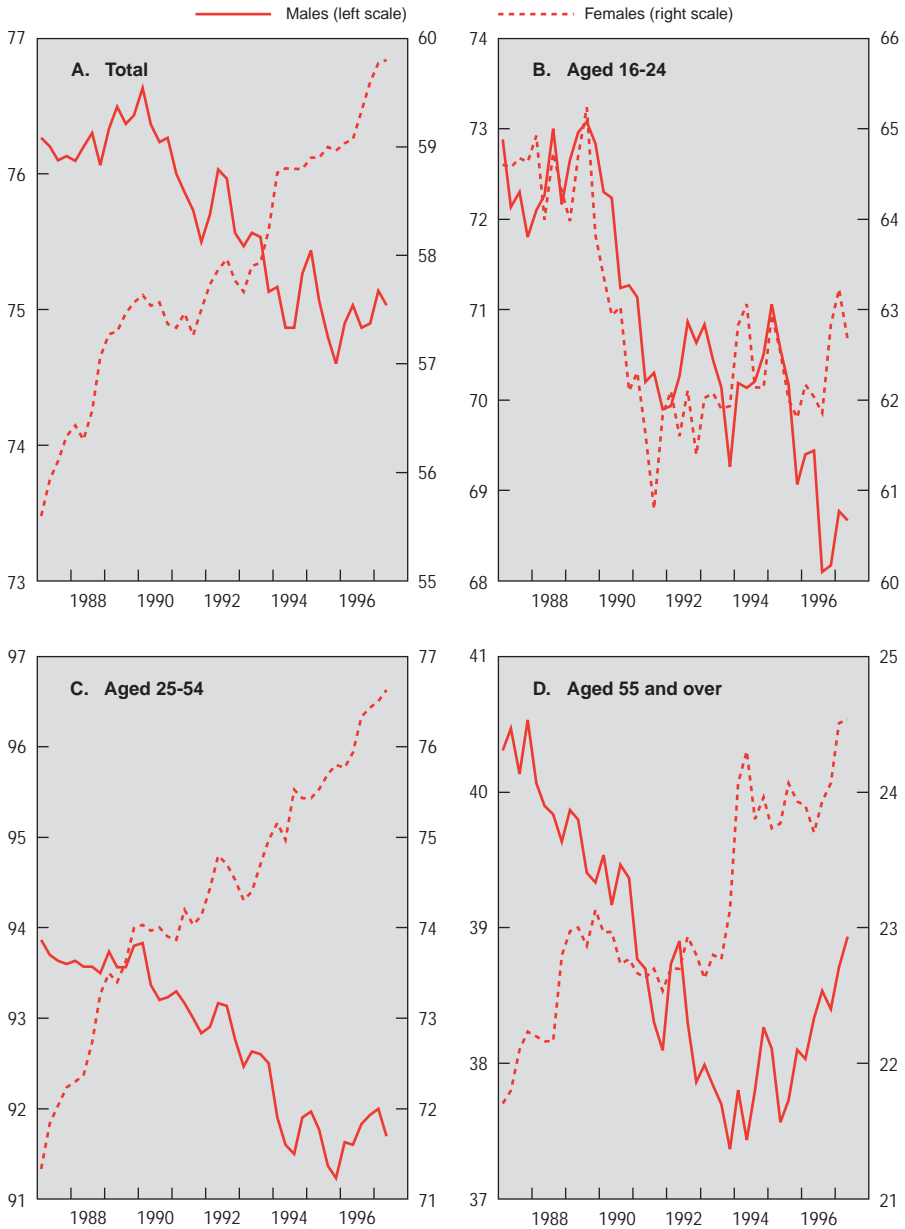 Males (left scale) Females (right scale)
77 60 74 66
A. Total B. Aged 16-24
73 65
76 59
72 64
58
75 71 63
57
70 62
74
56
69 61
73 55 68 60
1988 1990 1992 1994 1996 1988 1990 1992 1994 1996
97 77 41 25
C. Aged 25-54 D. Aged 55 and over
96 76
40 24
95 75
94 74 39 23
93 73
38 22
92 72
91 71 37 21
1988 1990 1992 1994 1996 1988 1990 1992 1994 1996